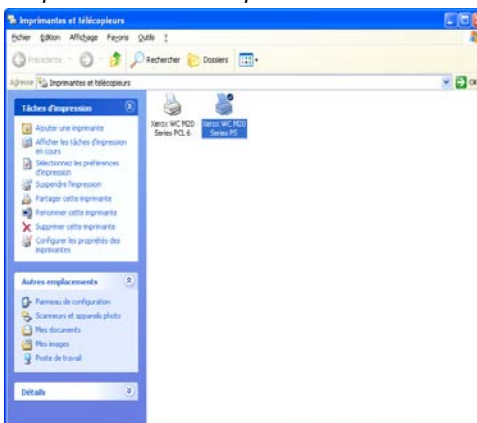 Imprimantes et télécopieurs
Fichier Edition Affichage Favoris Outils ?
Précédente Rechercher Dossiers
Adresse Imprimantes et télécopieurs OK
Tâches d'impression
Ajouter une imprimante
Afficher les tâches d'impression
en cours
Sélectionnez les préférences
d'impression
Suspendre l'impression
Partager cette imprimante
Renommer cette imprimante
Supprimer cette imprimante
Configurer les propriétés des
imprimantes
Autres emplacements
Panneau de configuration
Scanneurs et appareils photo
Mes documents
Mes images
Poste de travail
Détails
Xerox WC M20
Series PCL 6
Xerox WC M20
Series PS